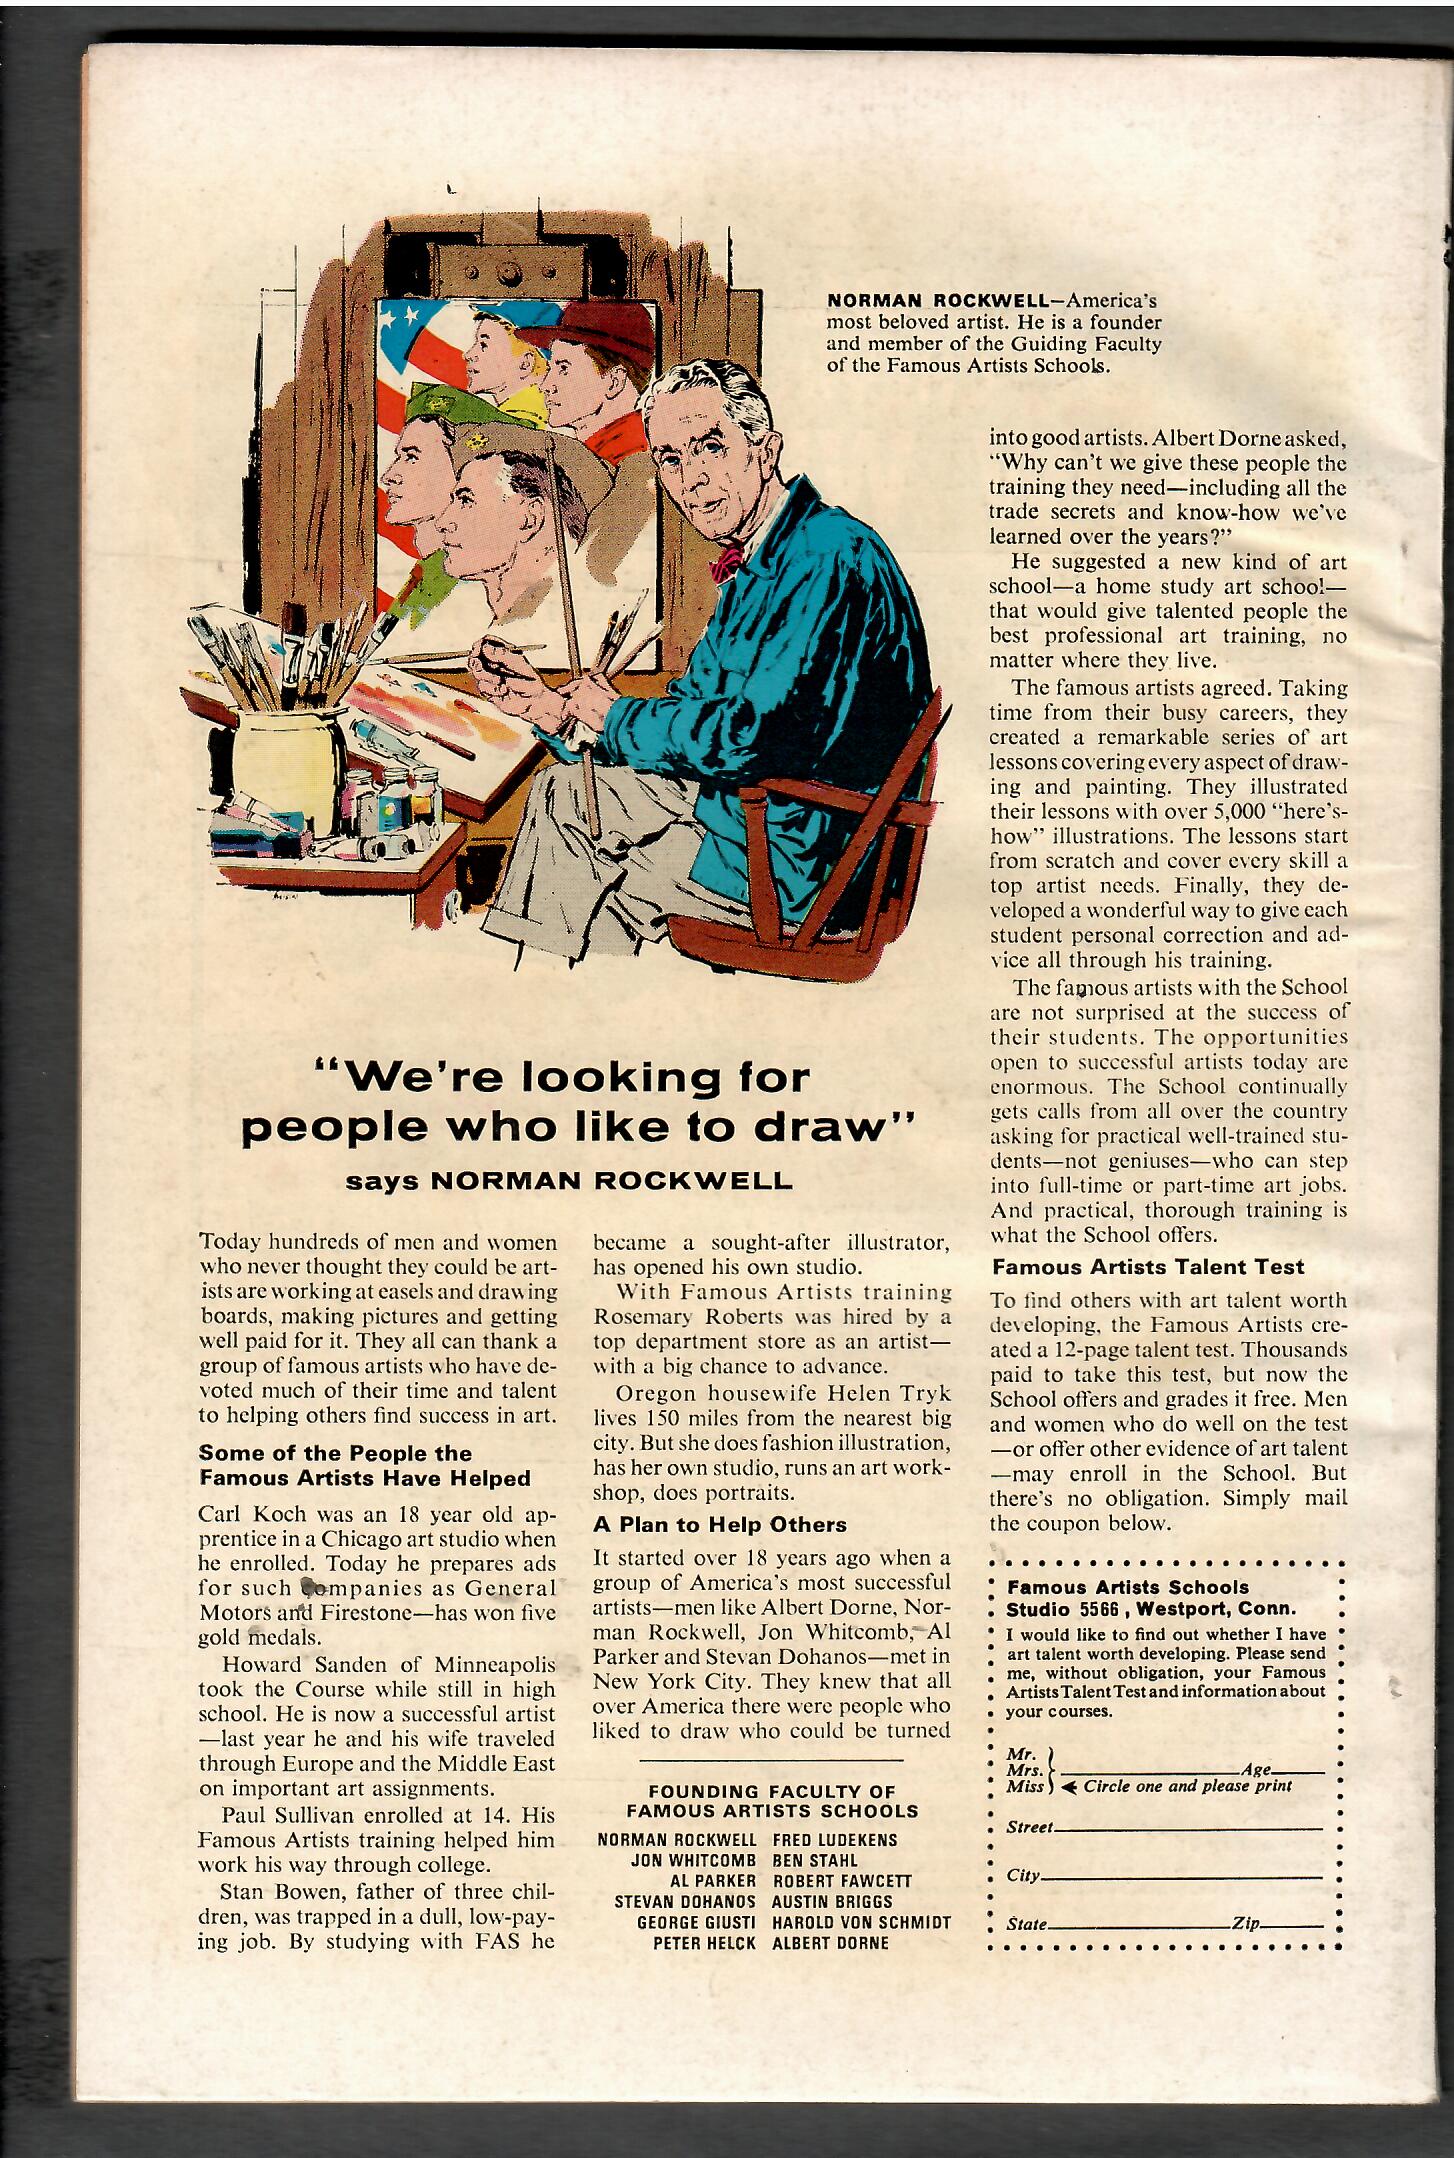 NORMAN ROCKWELL—America's
most beloved artist. He is a founder
and member of the Guiding Faculty
of the Famous Artists Schools.
"We're looking for
people who like to draw"
says NORMAN ROCKWELL
Today hundreds of men and women
who never thought they could be art-
ists are working at easels and drawing
boards, making pictures and getting
well paid for it. They all can thank a
group of famous artists who have de-
voted much of their time and talent
to helping others find success in art.
Some of the People the
Famous Artists Have Helped
Carl Koch was an 18 year old ap-
prentice in a Chicago art studio when
he enrolled. Today he prepares ads
for such companies as General
Motors and Firestone—has won five
gold medals.
Howard Sanden of Minneapolis
took the Course while still in high
school. He is now a successful artist
—last year he and his wife traveled
through Europe and the Middle East
on important art assignments.
Paul Sullivan enrolled at 14. His
Famous Artists training helped him
work his way through college.
Stan Bowen, father of three chil-
dren, was trapped in a dull, low-pay-
ing job. By studying with FAS he
became a sought-after illustrator,
has opened his own studio.
With Famous Artists training
Rosemary Roberts was hired by a
top department store as an artist—
with a big chance to advance.
Oregon housewife Helen Tryk
lives 150 miles from the nearest big
city. But she does fashion illustration,
has her own studio, runs an art work-
shop, does portraits.
A Plan to Help Others
It started over 18 years ago when a
group of America's most successful
artists—men like Albert Dorne, Nor-
man Rockwell, Jon Whitcomb, Al
Parker and Stevan Dohanos—met in
New York City. They knew that all
over America there were people who
liked to draw who could be turned
FOUNDING FACULTY OF
FAMOUS ARTISTS SCHOOLS
NORMAN ROCKWELL FRED LUDEKENS
JON WHITCOMB BEN STAHL
AL PARKER ROBERT FAWCETT
STEVAN DOHANOS AUSTIN BRIGGS
GEORGE GIUSTI HAROLD VON SCHMIDT
PETER HELCK ALBERT DORNE
into good artists. Albert Dorne asked,
"Why can't we give these people the
training they need—including all the
trade secrets and know-how we've
learned over the years?"
He suggested a new kind of art
school—a home study art school—
that would give talented people the
best professional art training, no
matter where they live.
The famous artists agreed. Taking
time from their busy careers, they
created a remarkable series of art
lessons covering every aspect of draw-
ing and painting. They illustrated
their lessons with over 5,000 "here's-
how" illustrations. The lessons start
from scratch and cover every skill a
top artist needs. Finally, they de-
veloped a wonderful way to give each
student personal correction and ad-
vice all through his training.
The famous artists with the School
are not surprised at the success of
their students. The opportunities
open to successful artists today are
enormous. The School continually
gets calls from all over the country
asking for practical well-trained stu-
dents—not geniuses—who can step
into full-time or part-time art jobs.
And practical, thorough training is
what the School offers.
Famous Artists Talent Test
To find others with art talent worth
developing, the Famous Artists cre-
ated a 12-page talent test. Thousands
paid to take this test, but now the
School offers and grades it free. Men
and women who do well on the test
—or offer other evidence of art talent
—may enroll in the School. But
there's no obligation. Simply mail
the coupon below.
Famous Artists Schools
Studio 5566, Westport, Conn.
I would like to find out whether I have
art talent worth developing. Please send
me, without obligation, your Famous
Artists Talent Test and information about
your courses.
Mr.
Mrs. Age
Miss Circle one and please print
Street
City
State Zip